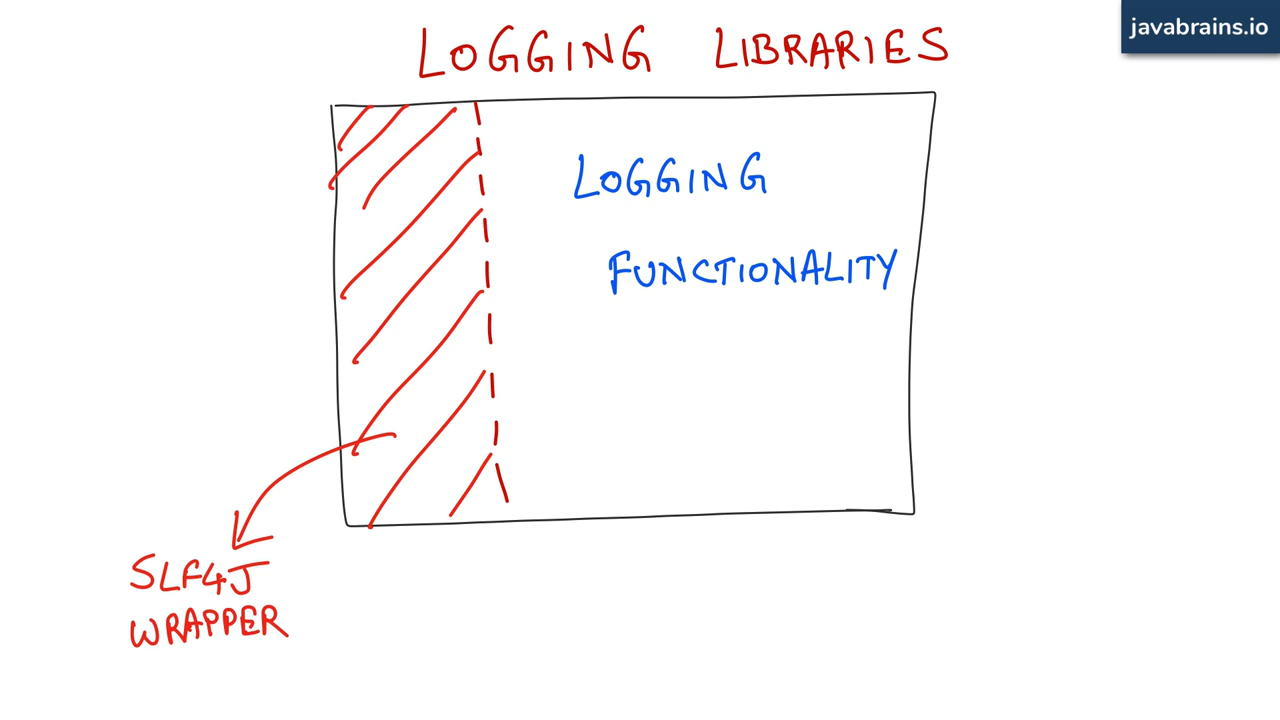 javabrains.io
LOGGING LIBRARIES
LOGGING
FUNCTIONALITY
SLF4J
WRAPPER